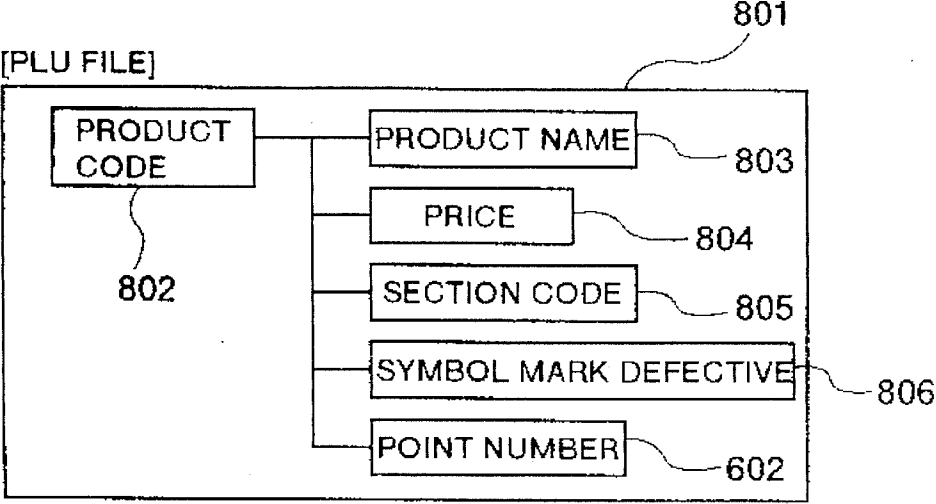 801
[PLU FILE]
PRODUCT
CODE
802
PRODUCT NAME
803
PRICE
804
SECTION CODE
805
SYMBOL MARK DEFECTIVE
806
POINT NUMBER
602